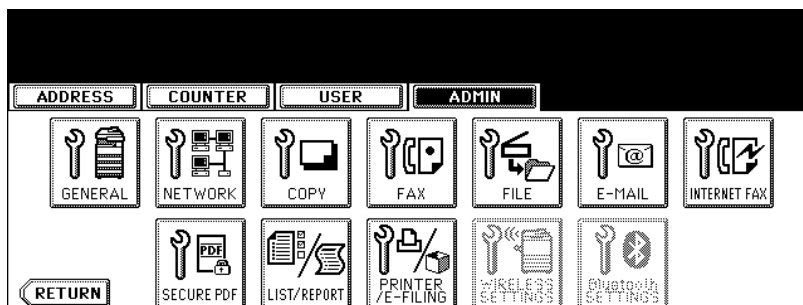 ADDRESS COUNTER USER ADMIN
GENERAL NETWORK COPY FAX FILE E-MAIL INTERNET FAX
@
PDF
SECURE PDF LIST/REPORT PRINTER WIRELESS Bluetooth
/E-FILING SETTINGS SETTINGS
RETURN